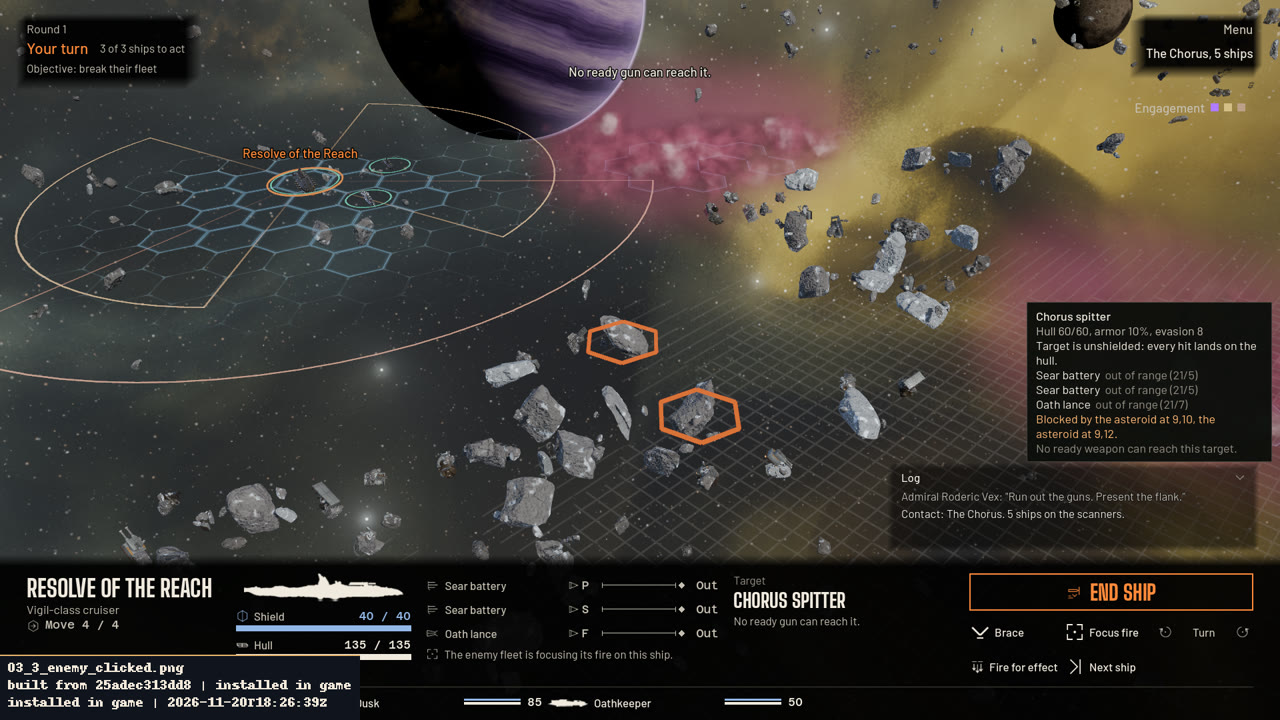 Round 1
Your turn 3 of 3 ships to act
Objective: break their fleet
No ready gun can reach it.
Menu
The Chorus, 5 ships
Engagement
Resolve of the Reach
Chorus spitter
Hull 60/60, armor 10%, evasion 8
Target is unshielded: every hit lands on the
hull.
Sear battery out of range (21/5)
Sear battery out of range (21/5)
Oath lance out of range (21/7)
Blocked by the asteroid at 9,10, the
asteroid at 9,12.
No ready weapon can reach this target.
Log
Admiral Roderic Vex: "Run out the guns. Present the flank."
Contact: The Chorus. 5 ships on the scanners.
RESOLVE OF THE REACH
Vigil-class cruiser
Move 4 / 4
Shield 40 / 40
Hull 135 / 135
Sear battery P Out
Sear battery S Out
Oath lance F Out
The enemy fleet is focusing its fire on this ship.
Target
CHORUS SPITTER
No ready gun can reach it.
END SHIP
Brace Focus fire Turn
Fire for effect Next ship
usk 85 Oathkeeper 50
03_3_enemy_clicked.png
built from 25adec313dd8 | installed in game
installed in game | 2026-11-20T18:26:39Z